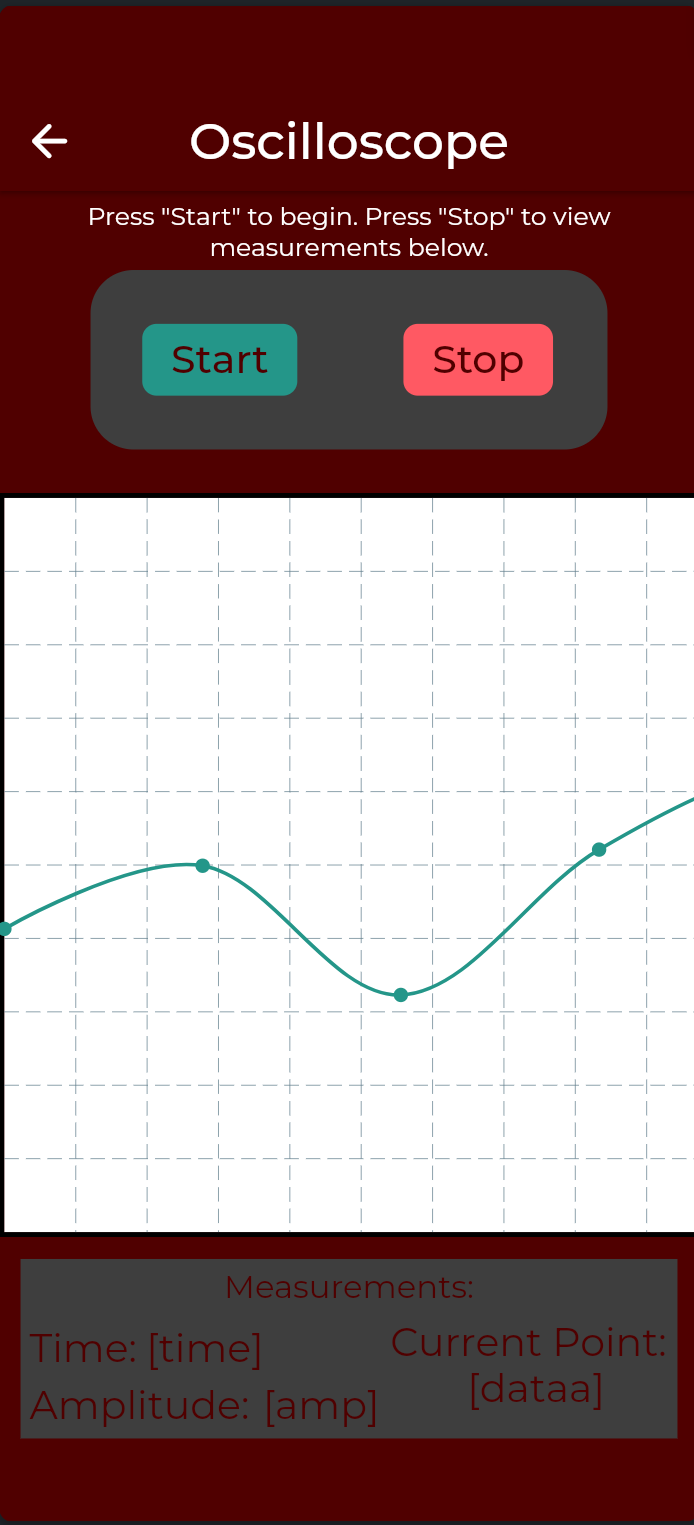 Oscilloscope
Press "Start" to begin. Press "Stop" to view
measurements below.
Start
Stop
Measurements:
Time: [time]
Amplitude: [amp]
Current Point:
[dataa]